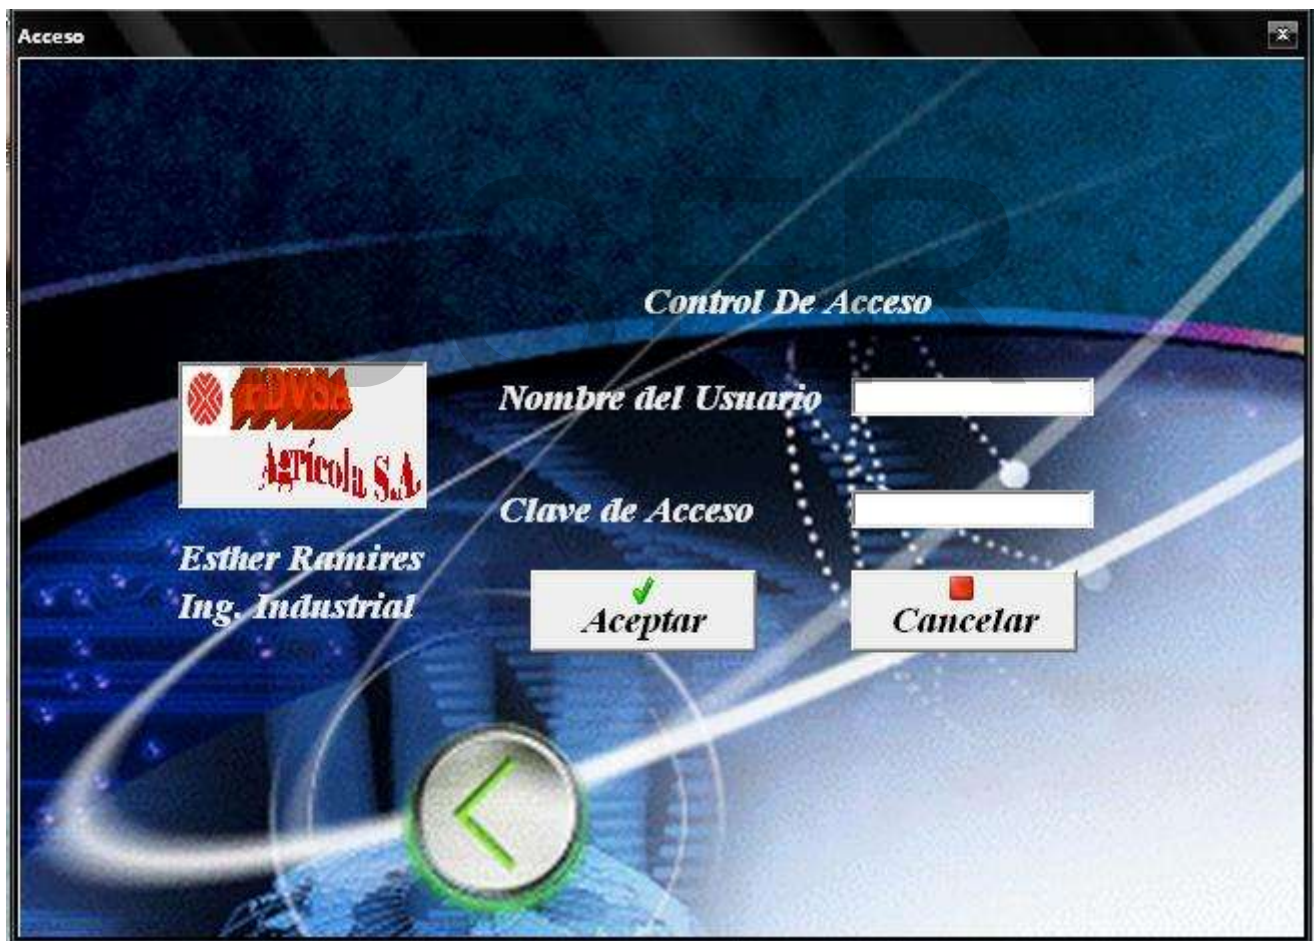 Acceso
Control De Acceso
PDVSA
Agrícola S.A.
Nombre del Usuario
Clave de Acceso
Esther Ramires
Ing. Industrial
Aceptar
Cancelar